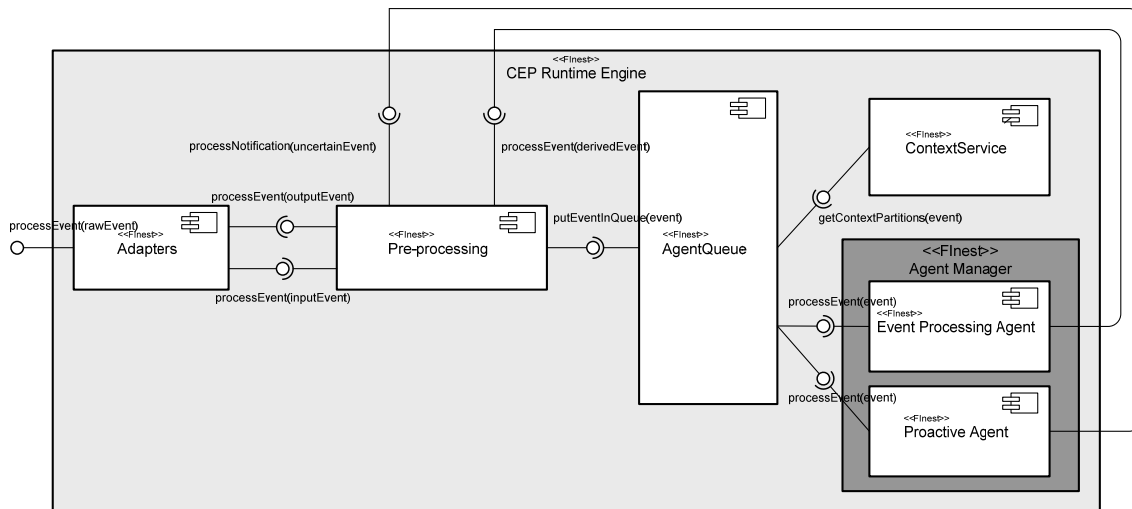 <<FInest>>
CEP Runtime Engine
processNotification(uncertainEvent)
processEvent(derivedEvent)
<<FInest>>
ContextService
processEvent(outputEvent)
processEvent(rawEvent)
<<FInest>>
Adapters
<<FInest>>
Pre-processing
putEventInQueue(event)
<<FInest>>
AgentQueue
getContextPartitions(event)
processEvent(inputEvent)
<<FInest>>
Agent Manager
processEvent(event)
<<FInest>>
Event Processing Agent
processEvent(event)
<<FInest>>
Proactive Agent